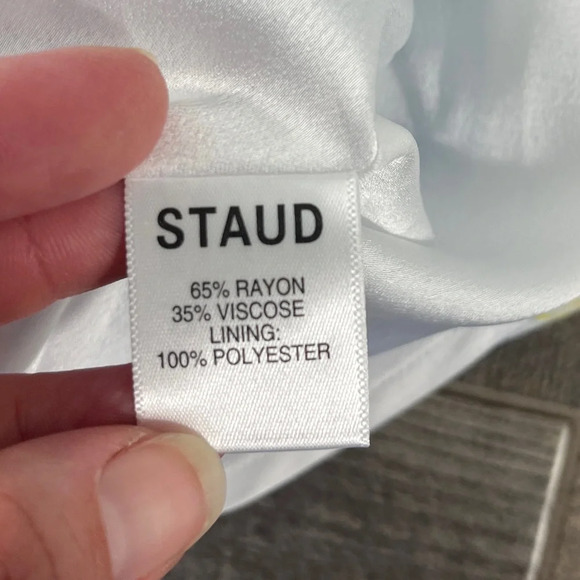 STAUD
65% RAYON
35% VISCOSE
LINING:
100% POLYESTER